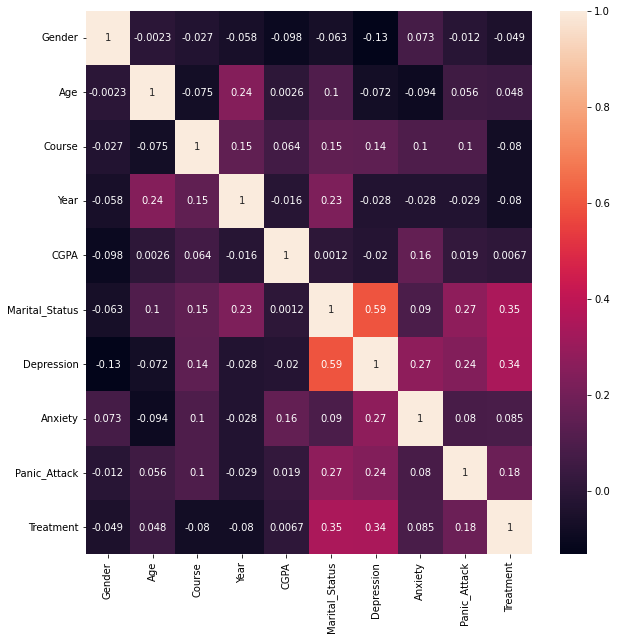 Gender 1 -0.0023 -0.027 -0.058 -0.098 -0.063 -0.13 0.073 -0.012 -0.049
Age -0.0023 1 -0.075 0.24 0.0026 0.1 -0.072 -0.094 0.056 0.048
Course -0.027 -0.075 1 0.15 0.064 0.15 0.14 0.1 0.1 -0.08
Year -0.058 0.24 0.15 1 -0.016 0.23 -0.028 -0.028 -0.029 -0.08
CGPA -0.098 0.0026 0.064 -0.016 1 0.0012 -0.02 0.16 0.019 0.0067
Marital_Status -0.063 0.1 0.15 0.23 0.0012 1 0.59 0.09 0.27 0.35
Depression -0.13 -0.072 0.14 -0.028 -0.02 0.59 1 0.27 0.24 0.34
Anxiety 0.073 -0.094 0.1 -0.028 0.16 0.09 0.27 1 0.08 0.085
Panic_Attack -0.012 0.056 0.1 -0.029 0.019 0.27 0.24 0.08 1 0.18
Treatment -0.049 0.048 -0.08 -0.08 0.0067 0.35 0.34 0.085 0.18 1
Gender Age Course Year CGPA Marital_Status Depression Anxiety Panic_Attack Treatment
1.0
0.8
0.6
0.4
0.2
0.0